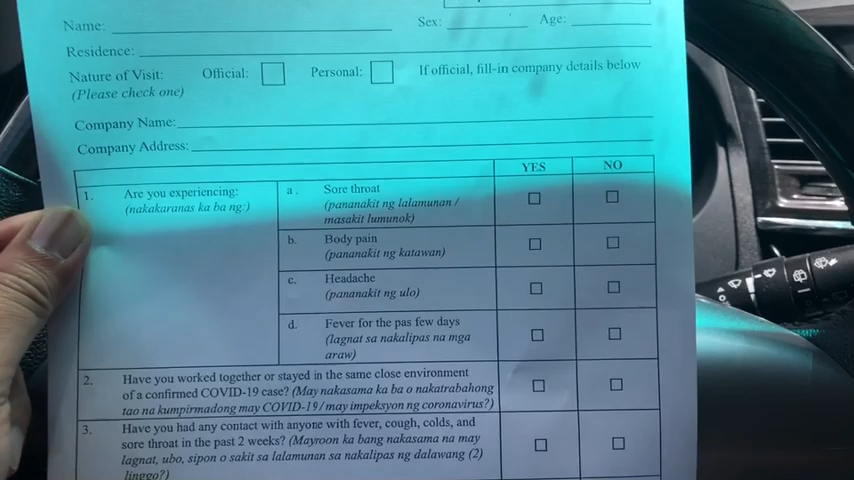 Name: Sex: Age:
Residence:
Nature of Visit: Official: Personal: If official, fill-in company details below
(Please check one)
Company Name:
Company Address:
YES NO
1. Are you experiencing:
(nakakaranas ka ba ng:)
a. Sore throat
(pananakit ng lalamunan /
masakit lumunok)
b. Body pain
(pananakit ng katawan)
c. Headache
(pananakit ng ulo)
d. Fever for the pas few days
(lagnat sa nakalipas na mga
araw)
2. Have you worked together or stayed in the same close environment
of a confirmed COVID-19 case? (May nakasama ka ba o nakatrabahong
tao na kumpirmadong may COVID-19/may impeksyon ng coronavirus?)
3. Have you had any contact with anyone with fever, cough, colds, and
sore throat in the past 2 weeks? (Mayroon ka bang nakasama na may
lagnat, ubo, sipon o sakit sa lalamunan sa nakalipas ng dalawang (2)
linggo?)